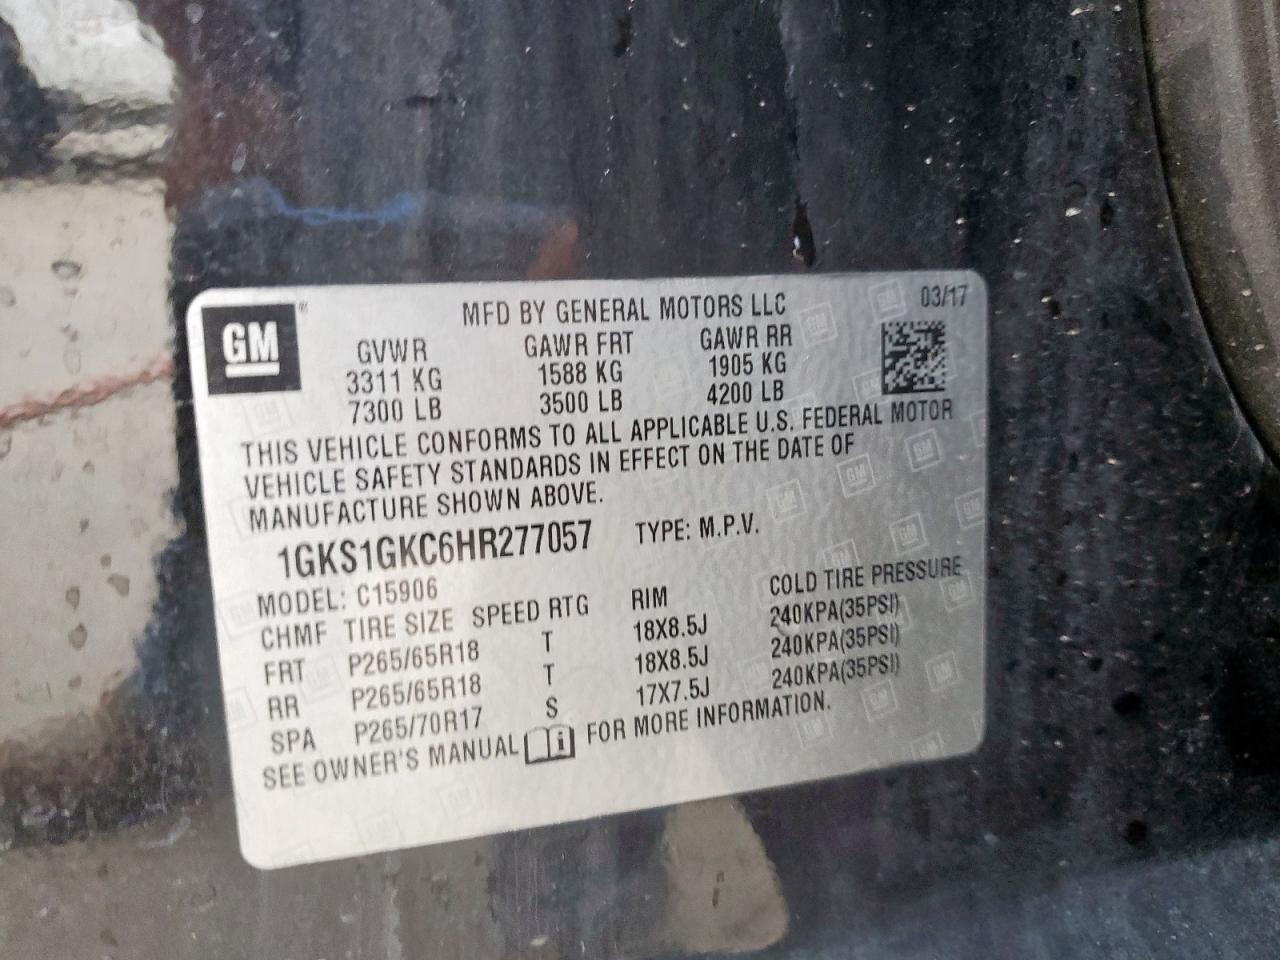 GM ®
MFD BY GENERAL MOTORS LLC 03/17
GVWR GAWR FRT GAWR RR
3311 KG 1588 KG 1905 KG
7300 LB 3500 LB 4200 LB
THIS VEHICLE CONFORMS TO ALL APPLICABLE U.S. FEDERAL MOTOR
VEHICLE SAFETY STANDARDS IN EFFECT ON THE DATE OF
MANUFACTURE SHOWN ABOVE.
1GKS1GKC6HR277057 TYPE: M.P.V.
MODEL: C15906
CHMF TIRE SIZE SPEED RTG RIM COLD TIRE PRESSURE
FRT P265/65R18 T 18X8.5J 240KPA(35PSI)
RR P265/65R18 T 18X8.5J 240KPA(35PSI)
SPA P265/70R17 S 17X7.5J 240KPA(35PSI)
SEE OWNER'S MANUAL i FOR MORE INFORMATION.